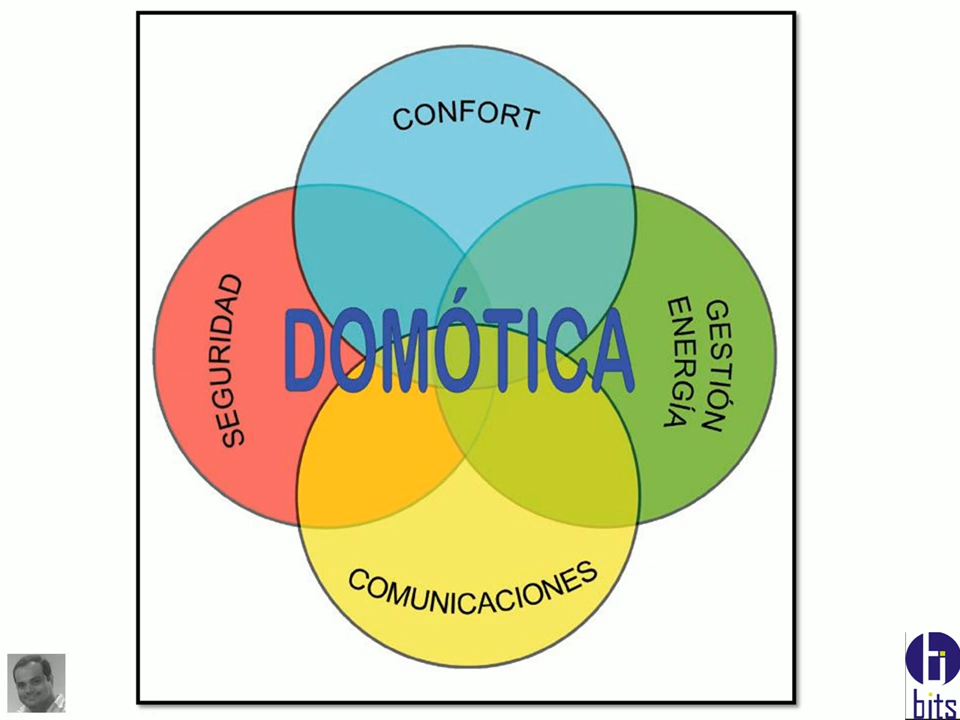 CONFORT
SEGURIDAD
DOMÓTICA
GESTIÓN
ENERGÍA
COMUNICACIONES
bits